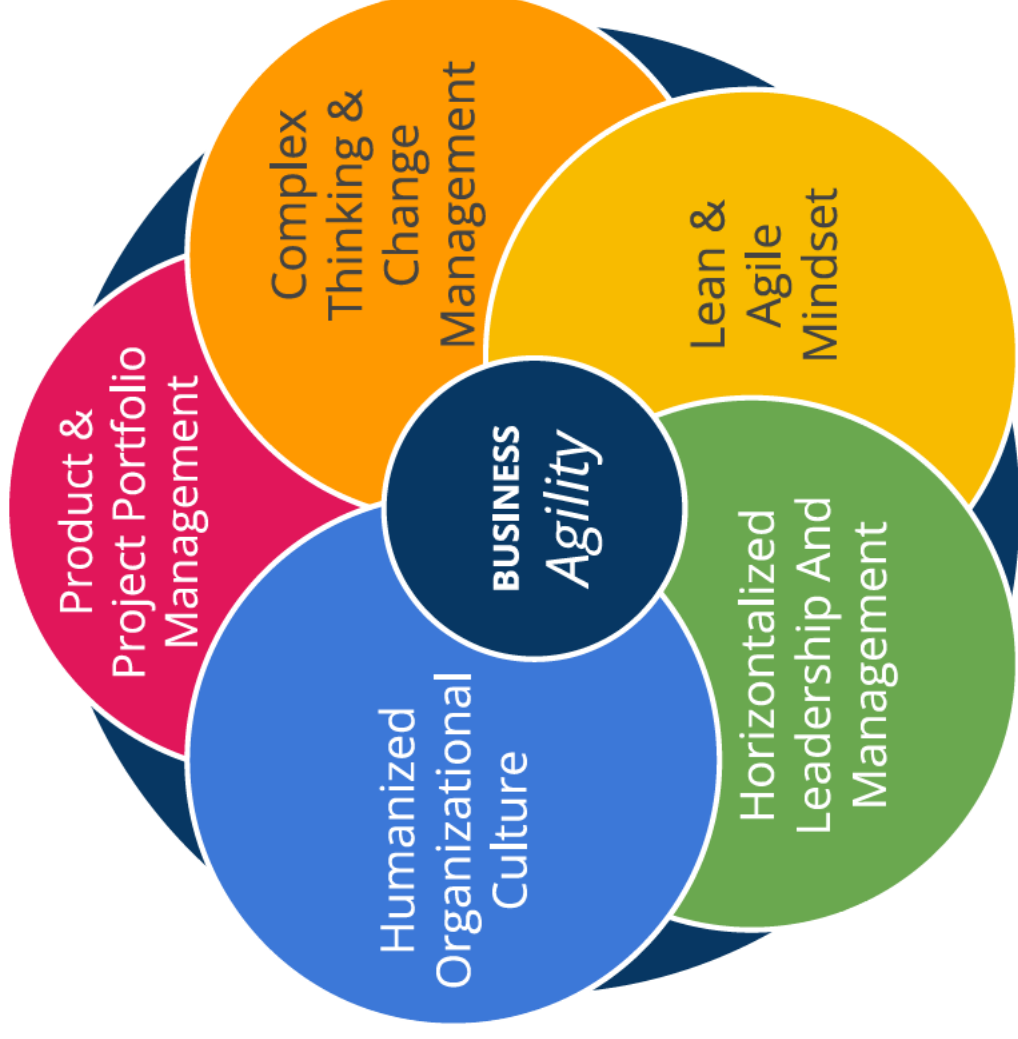 Product &
Project Portfolio
Management
Complex
Thinking &
Change
Management
Lean &
Agile
Mindset
Horizontalized
Leadership And
Management
Humanized
Organizational
Culture
BUSINESS
Agility